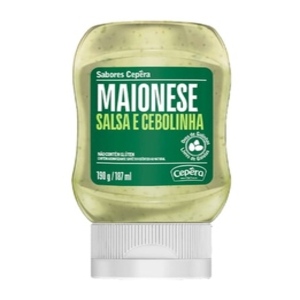 Sabores Cepêra
MAIONESE
SALSA E CEBOLINHA
NÃO CONTÉM GLÚTEN
190 g / 187 ml
Cepêra